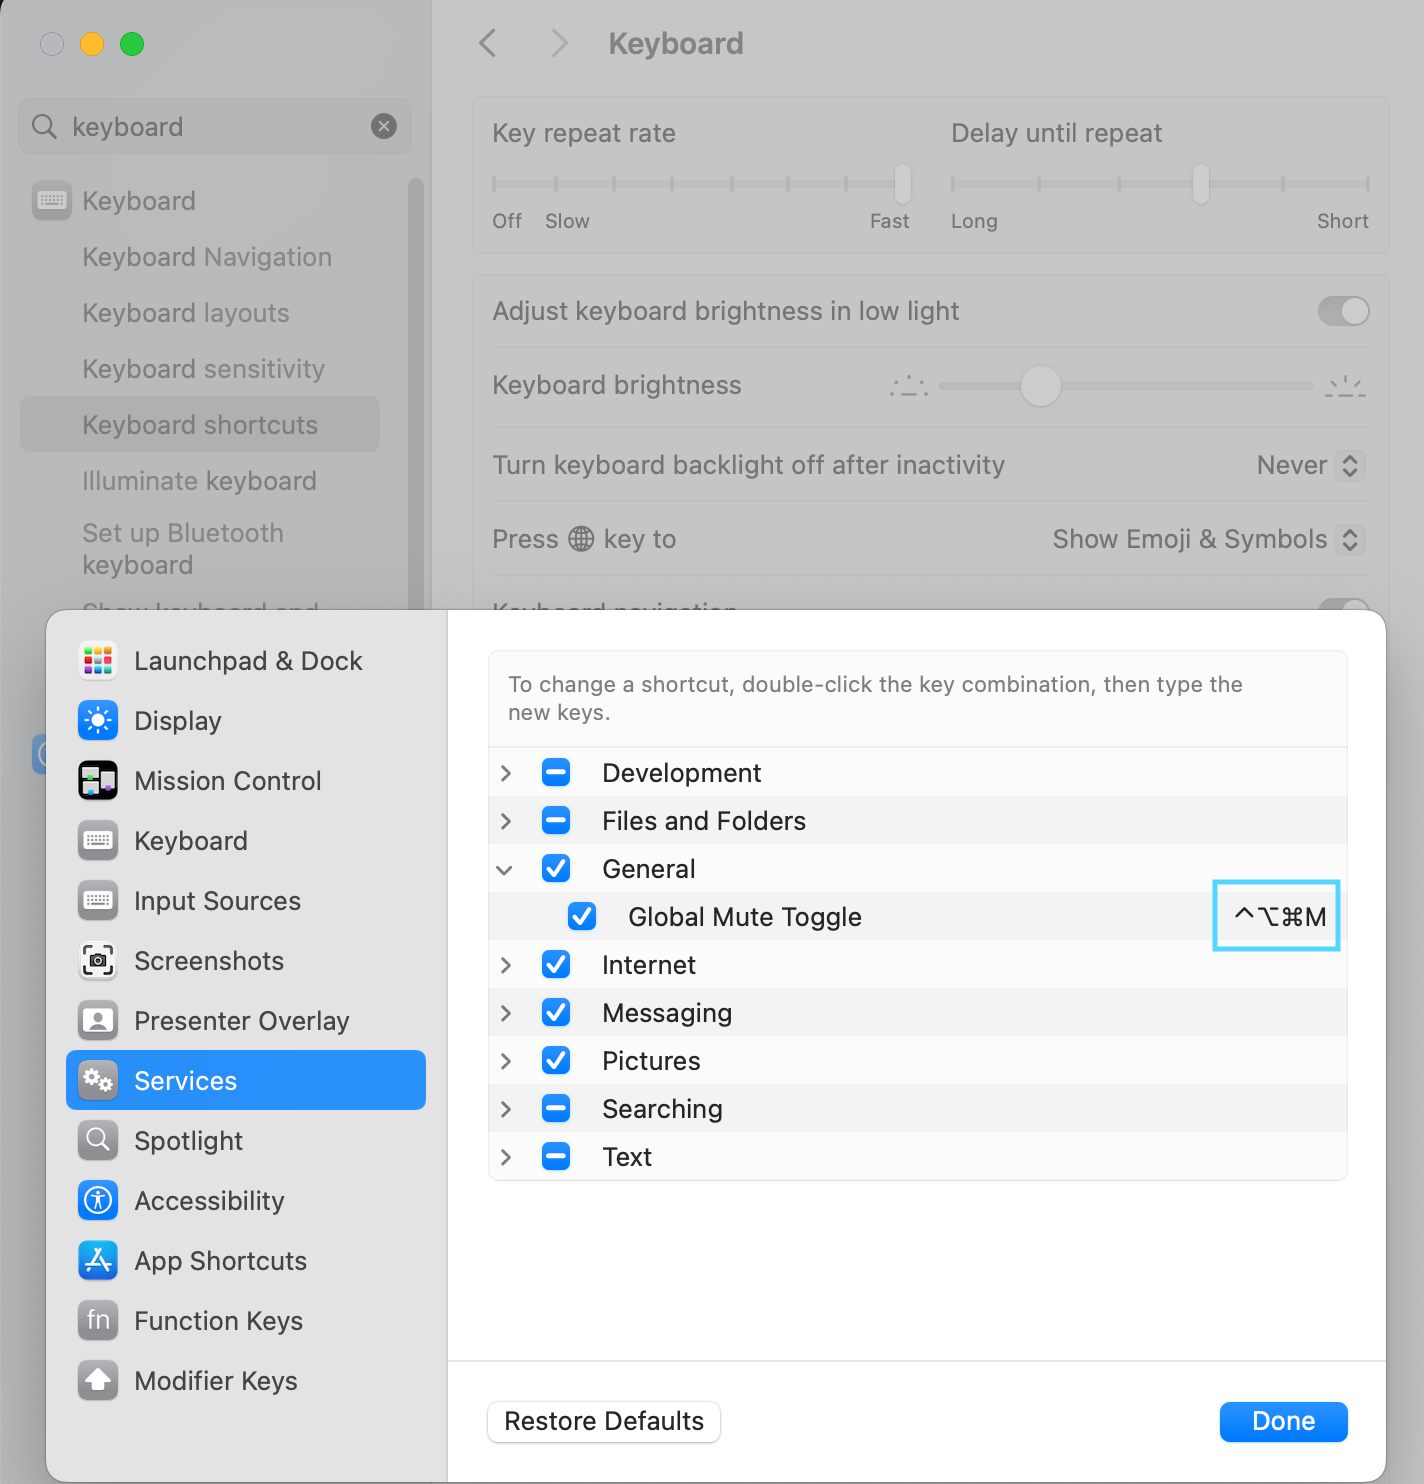 Keyboard
keyboard
Key repeat rate
Delay until repeat
Off
Slow
Fast
Long
Short
Keyboard
Keyboard Navigation
Keyboard layouts
Keyboard sensitivity
Keyboard shortcuts
Illuminate keyboard
Set up Bluetooth
keyboard
Show keyboard and
Adjust keyboard brightness in low light
Keyboard brightness
Turn keyboard backlight off after inactivity
Never
Press key to
Show Emoji & Symbols
Keyboard navigation
Launchpad & Dock
Display
Mission Control
Keyboard
Input Sources
Screenshots
Presenter Overlay
Services
Spotlight
Accessibility
App Shortcuts
fn Function Keys
Modifier Keys
To change a shortcut, double-click the key combination, then type the
new keys.
Development
Files and Folders
General
Global Mute Toggle
^⌥⌘M
Internet
Messaging
Pictures
Searching
Text
Restore Defaults
Done